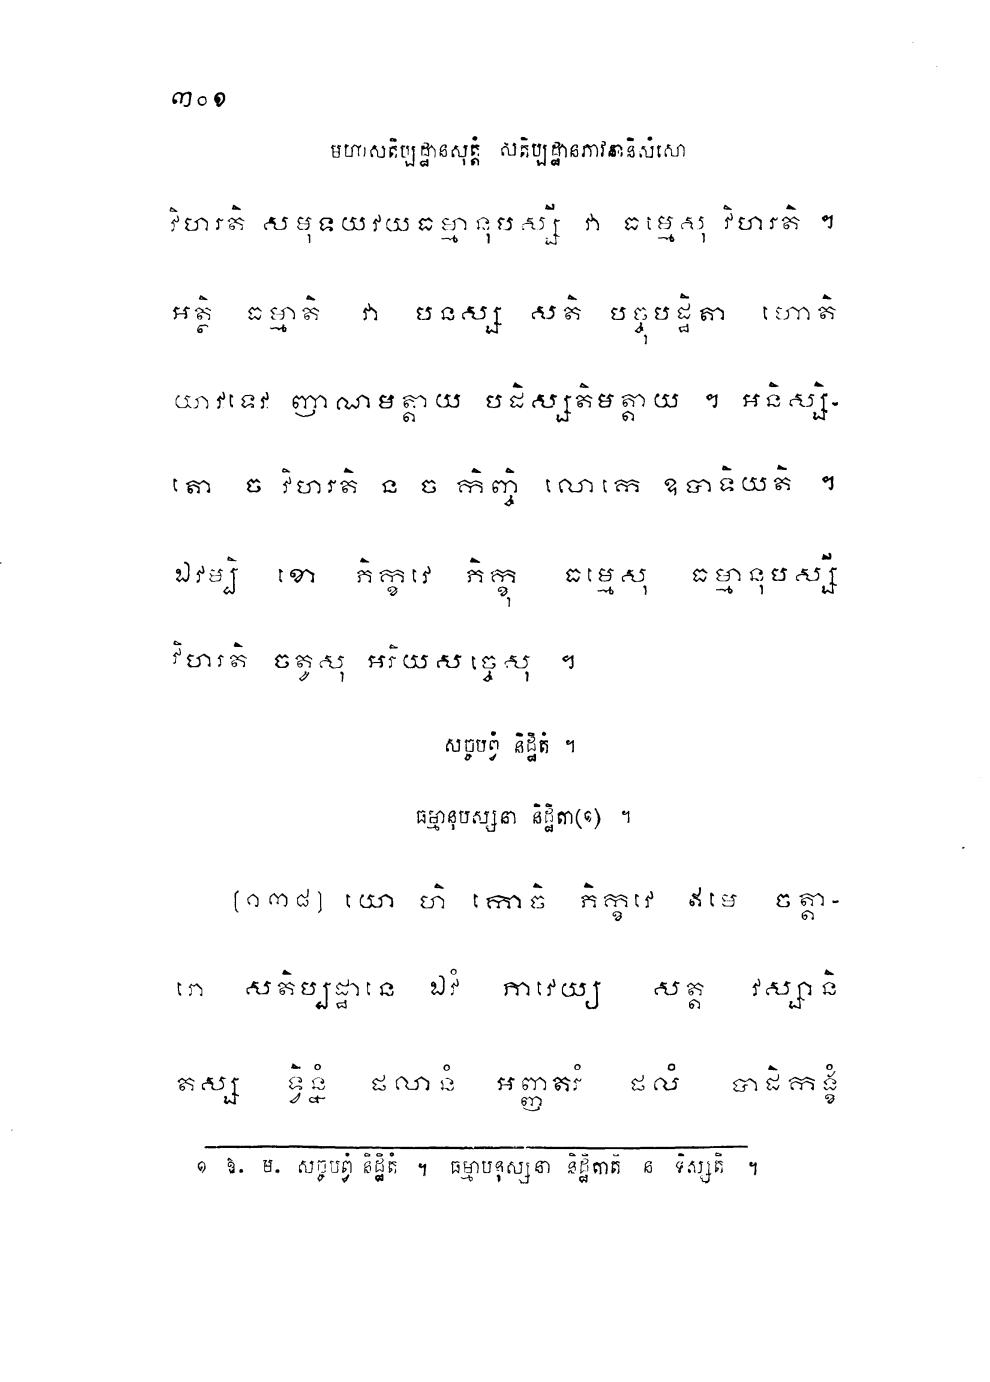 ៣០១
មហាសតិប្បដ្ឋានសុត្តំ សតិប្បដ្ឋានភាវនានិសំសោ
វិហរតិ សមុទយវយធម្មានុបស្សី វា ធម្មេសុ វិហរតិ ។
អត្ថិ ធម្មាតិ វា បនស្ស សតិ បច្ចុបដ្ឋិតា ហោតិ
យាវទេវ ញាណមត្តាយ បដិស្សតិមត្តាយ ។ អនិស្សិ-
តោ ច វិហរតិ ន ច កិញ្ចិ លោកេ ឧបាទិយតិ ។
ឯវម្បិ ខោ ភិក្ខវេ ភិក្ខុ ធម្មេសុ ធម្មានុបស្សី
វិហរតិ ចតូសុ អរិយសច្ចេសុ ។
សច្ចបព្វំ និដ្ឋិតំ ។
ធម្មានុបស្សនា និដ្ឋិតា(១) ។
(១៣៨) យោ ហិ កោចិ ភិក្ខវេ ឥមេ ចត្តា-
រោ សតិប្បដ្ឋានេ ឯវំ ភាវេយ្យ សត្ត វស្សានិ
តស្ស ទ្វិន្នំ ផលានំ អញ្ញតរំ ផលំ បាដិកង្ខំ
១ ឱ. ម. សច្ចបព្វំ និដ្ឋិតំ ។ ធម្មាបនុស្សនា និដ្ឋិតាតិ ន ទិស្សតិ ។